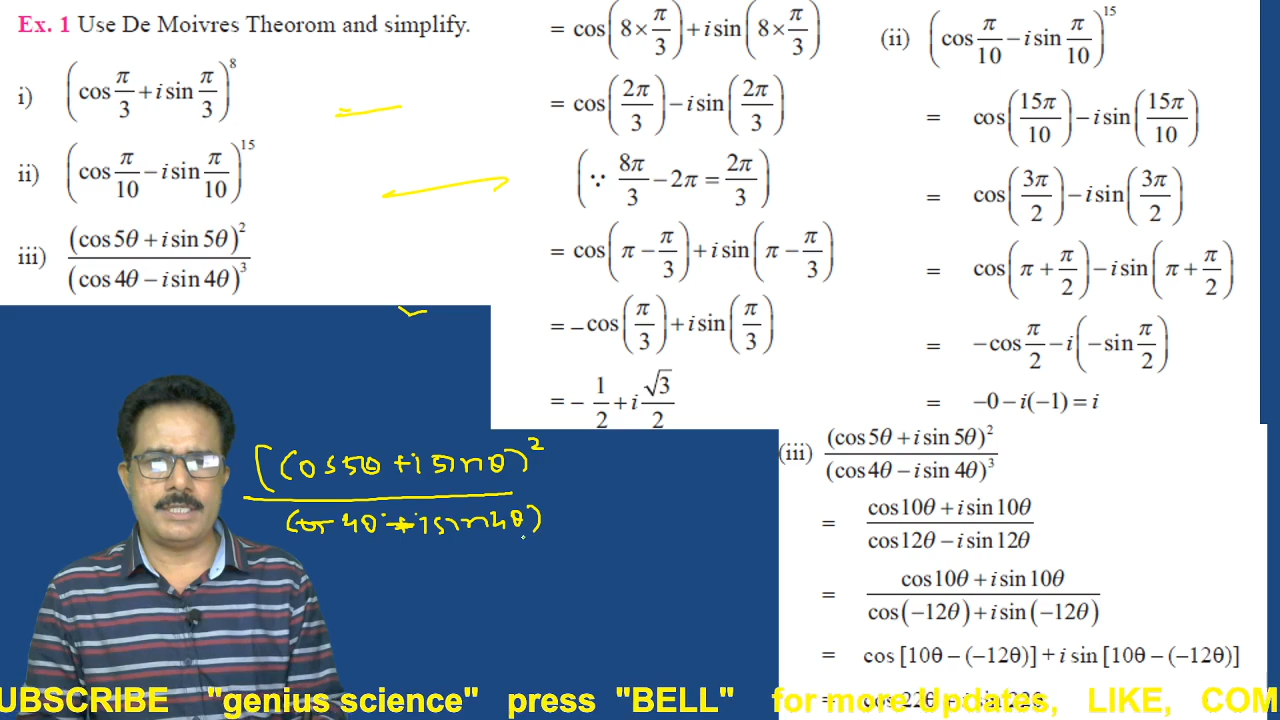 Ex. 1 Use De Moivres Theorom and simplify.
i) (cos π/3 + i sin π/3)^8
ii) (cos π/10 − i sin π/10)^15
iii) (cos 5θ + i sin 5θ)^2 / (cos 4θ − i sin 4θ)^3
= cos(8 × π/3) + i sin(8 × π/3)
= cos(2π/3) − i sin(2π/3)
(∵ 8π/3 − 2π = 2π/3)
= cos(π − π/3) + i sin(π − π/3)
= −cos(π/3) + i sin(π/3)
= − 1/2 + i √3/2
(ii) (cos π/10 − i sin π/10)^15
= cos(15π/10) − i sin(15π/10)
= cos(3π/2) − i sin(3π/2)
= cos(π + π/2) − i sin(π + π/2)
= −cos π/2 − i(−sin π/2)
= −0 − i(−1) = i
(iii) (cos 5θ + i sin 5θ)^2 / (cos 4θ − i sin 4θ)^3
= cos 10θ + i sin 10θ / cos 12θ − i sin 12θ
= cos 10θ + i sin 10θ / cos(−12θ) + i sin(−12θ)
= cos [10θ − (−12θ)] + i sin [10θ − (−12θ)]
= cos 22θ + i sin 22θ
[(cos5θ + i sinθ)^2
4θ i sin4θ)
UBSCRIBE "genius science" press "BELL" for more Updates, LIKE, COM